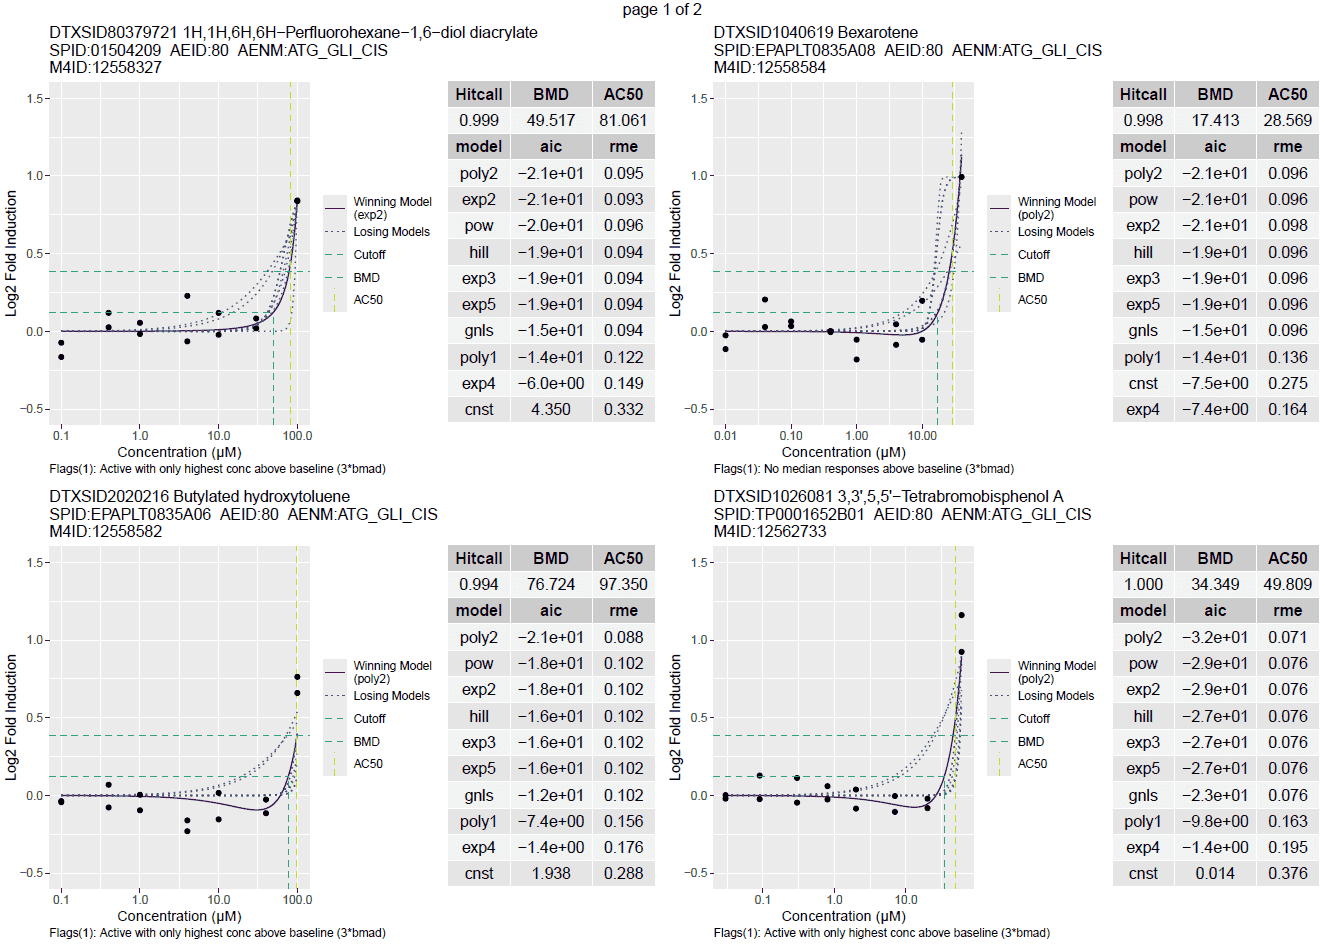 page 1 of 2
DTXSID80379721 1H,1H,6H,6H−Perfluorohexane−1,6−diol diacrylate
SPID:01504209 AEID:80 AENM:ATG_GLI_CIS
M4ID:12558327
1.5
1.0
0.5
0.0
−0.5
Log2 Fold Induction
0.1 1.0 10.0 100.0
Concentration (µM)
Flags(1): Active with only highest conc above baseline (3*bmad)
Winning Model
(exp2)
Losing Models
Cutoff
BMD
AC50
Hitcall BMD AC50
0.999 49.517 81.061
model aic rme
poly2 −2.1e+01 0.095
exp2 −2.1e+01 0.093
pow −2.0e+01 0.096
hill −1.9e+01 0.094
exp3 −1.9e+01 0.094
exp5 −1.9e+01 0.094
gnls −1.5e+01 0.094
poly1 −1.4e+01 0.122
exp4 −6.0e+00 0.149
cnst 4.350 0.332
DTXSID1040619 Bexarotene
SPID:EPAPLT0835A08 AEID:80 AENM:ATG_GLI_CIS
M4ID:12558584
1.5
1.0
0.5
0.0
−0.5
Log2 Fold Induction
0.01 0.10 1.00 10.00
Concentration (µM)
Flags(1): No median responses above baseline (3*bmad)
Winning Model
(poly2)
Losing Models
Cutoff
BMD
AC50
Hitcall BMD AC50
0.998 17.413 28.569
model aic rme
poly2 −2.1e+01 0.096
pow −2.1e+01 0.096
exp2 −2.1e+01 0.098
hill −1.9e+01 0.096
exp3 −1.9e+01 0.096
exp5 −1.9e+01 0.096
gnls −1.5e+01 0.096
poly1 −1.4e+01 0.136
cnst −7.5e+00 0.275
exp4 −7.4e+00 0.164
DTXSID2020216 Butylated hydroxytoluene
SPID:EPAPLT0835A06 AEID:80 AENM:ATG_GLI_CIS
M4ID:12558582
1.5
1.0
0.5
0.0
−0.5
Log2 Fold Induction
0.1 1.0 10.0 100.0
Concentration (µM)
Flags(1): Active with only highest conc above baseline (3*bmad)
Winning Model
(poly2)
Losing Models
Cutoff
BMD
AC50
Hitcall BMD AC50
0.994 76.724 97.350
model aic rme
poly2 −2.1e+01 0.088
pow −1.8e+01 0.102
exp2 −1.8e+01 0.102
hill −1.6e+01 0.102
exp3 −1.6e+01 0.102
exp5 −1.6e+01 0.102
gnls −1.2e+01 0.102
poly1 −7.4e+00 0.156
exp4 −1.4e+00 0.176
cnst 1.938 0.288
DTXSID1026081 3,3',5,5'−Tetrabromobisphenol A
SPID:TP0001652B01 AEID:80 AENM:ATG_GLI_CIS
M4ID:12562733
1.5
1.0
0.5
0.0
−0.5
Log2 Fold Induction
0.1 1.0 10.0
Concentration (µM)
Flags(1): Active with only highest conc above baseline (3*bmad)
Winning Model
(poly2)
Losing Models
Cutoff
BMD
AC50
Hitcall BMD AC50
1.000 34.349 49.809
model aic rme
poly2 −3.2e+01 0.071
pow −2.9e+01 0.076
exp2 −2.9e+01 0.076
hill −2.7e+01 0.076
exp3 −2.7e+01 0.076
exp5 −2.7e+01 0.076
gnls −2.3e+01 0.076
poly1 −9.8e+00 0.163
exp4 −1.4e+00 0.195
cnst 0.014 0.376